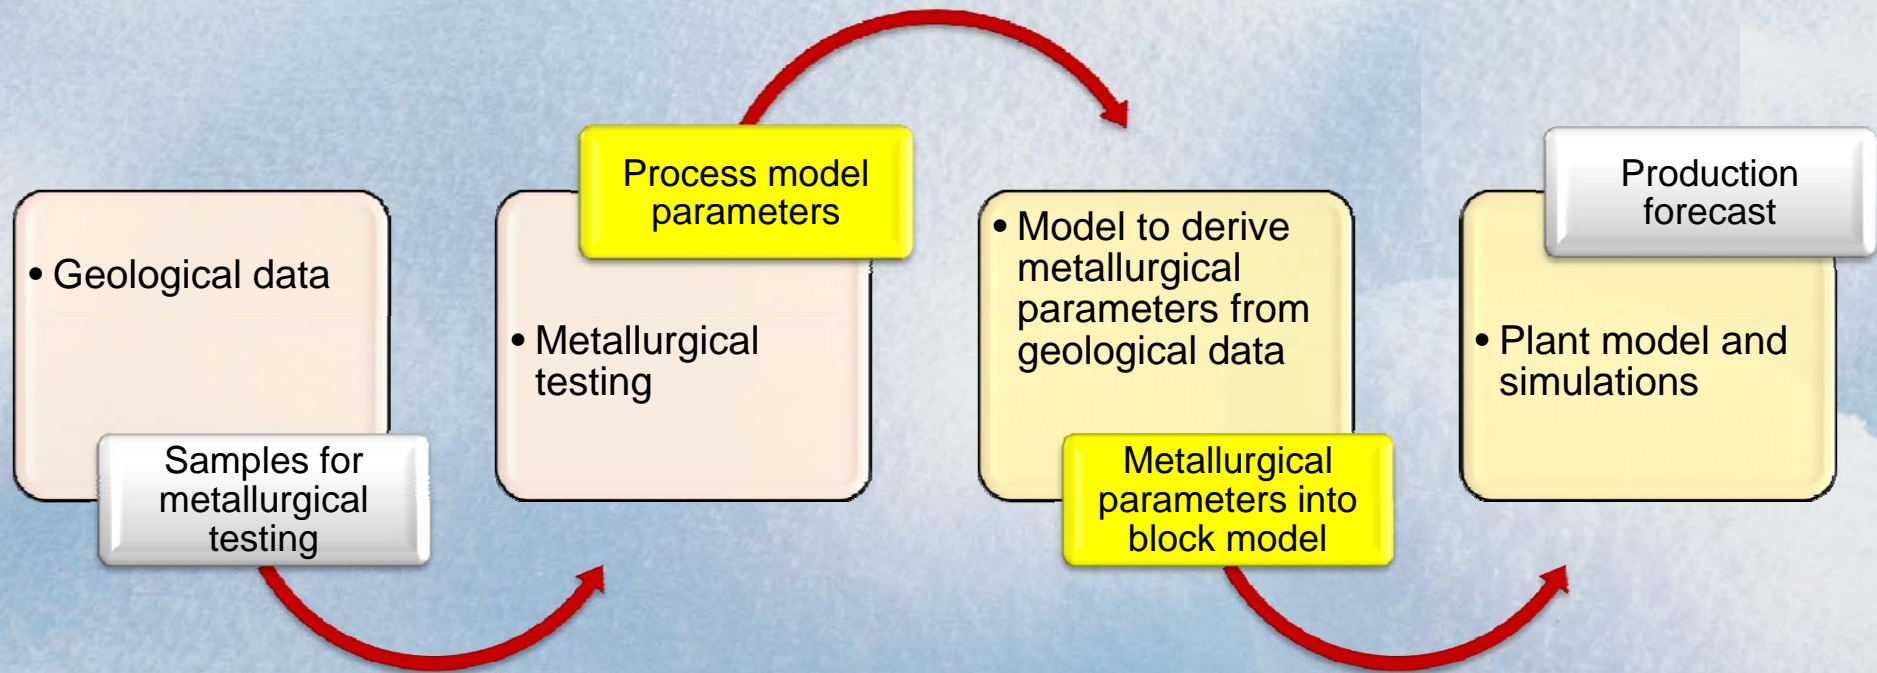 • Geological data
Samples for
metallurgical
testing
Process model
parameters
• Metallurgical
testing
• Model to derive
metallurgical
parameters from
geological data
Metallurgical
parameters into
block model
Production
forecast
• Plant model and
simulations